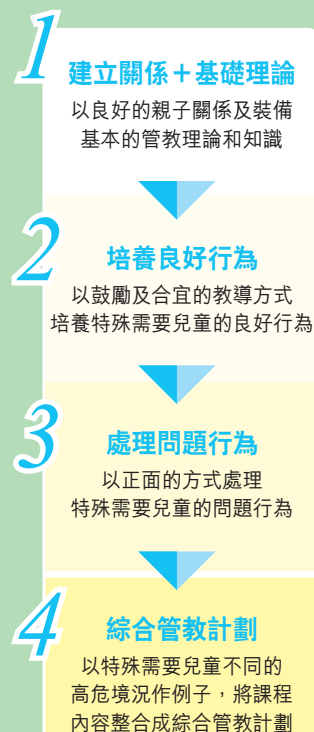 1
建立關係＋基礎理論
以良好的親子關係及裝備
基本的管教理論和知識
2
培養良好行為
以鼓勵及合宜的教導方式
培養特殊需要兒童的良好行為
3
處理問題行為
以正面的方式處理
特殊需要兒童的問題行為
4
綜合管教計劃
以特殊需要兒童不同的
高危境況作例子，將課程
內容整合成綜合管教計劃